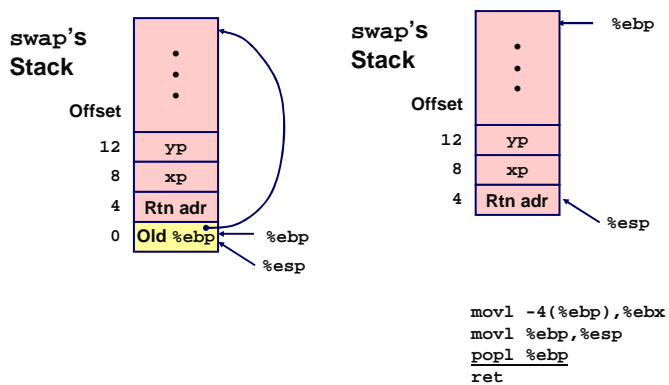 swap's
Stack
Offset
12 yp
8 xp
4 Rtn adr
0 Old %ebp
%ebp
%esp
swap's
Stack
%ebp
Offset
12 yp
8 xp
4 Rtn adr
%esp
movl -4(%ebp),%ebx
movl %ebp,%esp
popl %ebp
ret